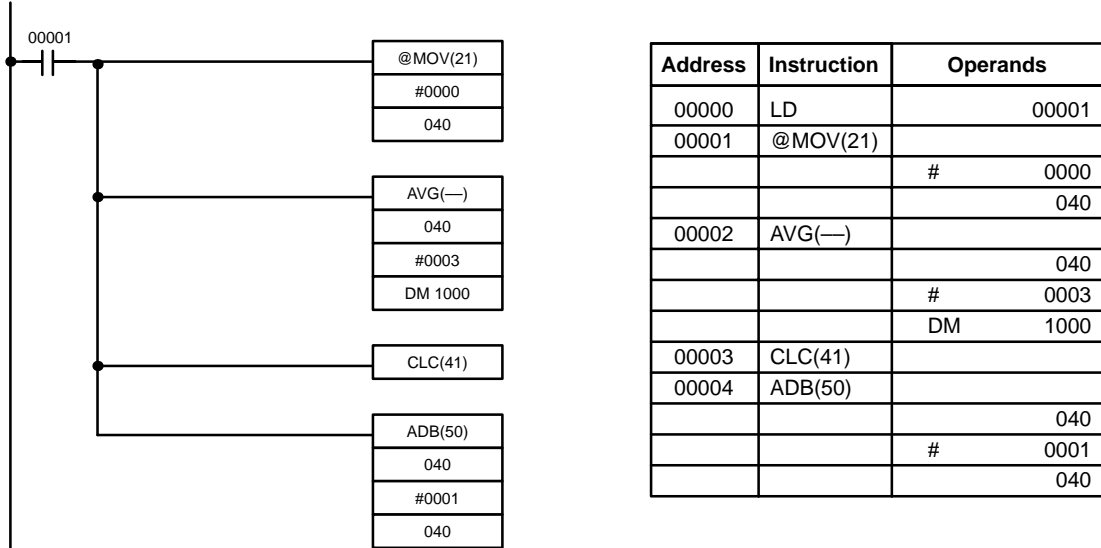 00001
@MOV(21)
#0000
040
AVG(—)
040
#0003
DM 1000
CLC(41)
ADB(50)
040
#0001
040
Address Instruction Operands
00000 LD 00001
00001 @MOV(21)
# 0000
040
00002 AVG(—)
040
# 0003
DM 1000
00003 CLC(41)
00004 ADB(50)
040
# 0001
040